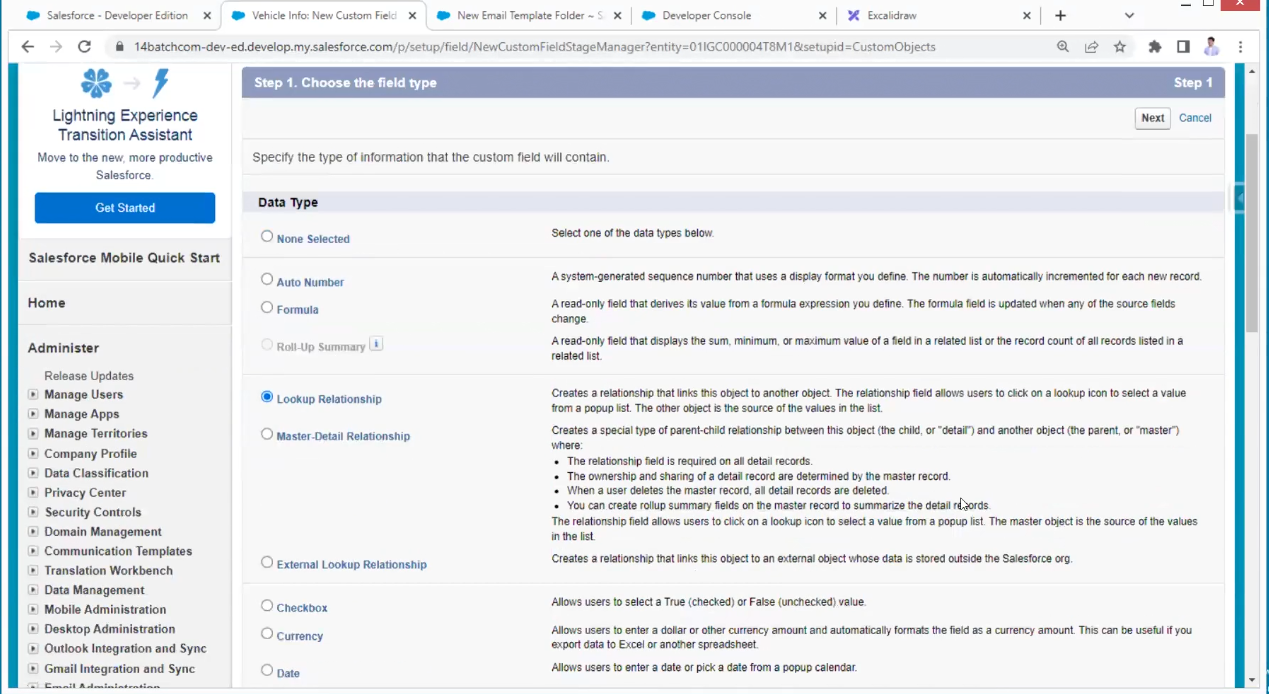 Salesforce - Developer Edition
Vehicle Info: New Custom Field
New Email Template Folder ~ S
Developer Console
Excalidraw
14batchcom-dev-ed.develop.my.salesforce.com/p/setup/field/NewCustomFieldStageManager?entity=01IGC000004T8M1&setupid=CustomObjects
Lightning Experience
Transition Assistant
Move to the new, more productive
Salesforce.
Get Started
Salesforce Mobile Quick Start
Home
Administer
Release Updates
Manage Users
Manage Apps
Manage Territories
Company Profile
Data Classification
Privacy Center
Security Controls
Domain Management
Communication Templates
Translation Workbench
Data Management
Mobile Administration
Desktop Administration
Outlook Integration and Sync
Gmail Integration and Sync
Email Administration
Step 1. Choose the field type
Step 1
Next
Cancel
Specify the type of information that the custom field will contain.
Data Type
None Selected
Select one of the data types below.
Auto Number
A system-generated sequence number that uses a display format you define. The number is automatically incremented for each new record.
Formula
A read-only field that derives its value from a formula expression you define. The formula field is updated when any of the source fields
change.
Roll-Up Summary
i
A read-only field that displays the sum, minimum, or maximum value of a field in a related list or the record count of all records listed in a
related list.
Lookup Relationship
Creates a relationship that links this object to another object. The relationship field allows users to click on a lookup icon to select a value
from a popup list. The other object is the source of the values in the list.
Master-Detail Relationship
Creates a special type of parent-child relationship between this object (the child, or "detail") and another object (the parent, or "master")
where:
• The relationship field is required on all detail records.
• The ownership and sharing of a detail record are determined by the master record.
• When a user deletes the master record, all detail records are deleted.
• You can create rollup summary fields on the master record to summarize the detail records.
The relationship field allows users to click on a lookup icon to select a value from a popup list. The master object is the source of the values
in the list.
External Lookup Relationship
Creates a relationship that links this object to an external object whose data is stored outside the Salesforce org.
Checkbox
Allows users to select a True (checked) or False (unchecked) value.
Currency
Allows users to enter a dollar or other currency amount and automatically formats the field as a currency amount. This can be useful if you
export data to Excel or another spreadsheet.
Date
Allows users to enter a date or pick a date from a popup calendar.